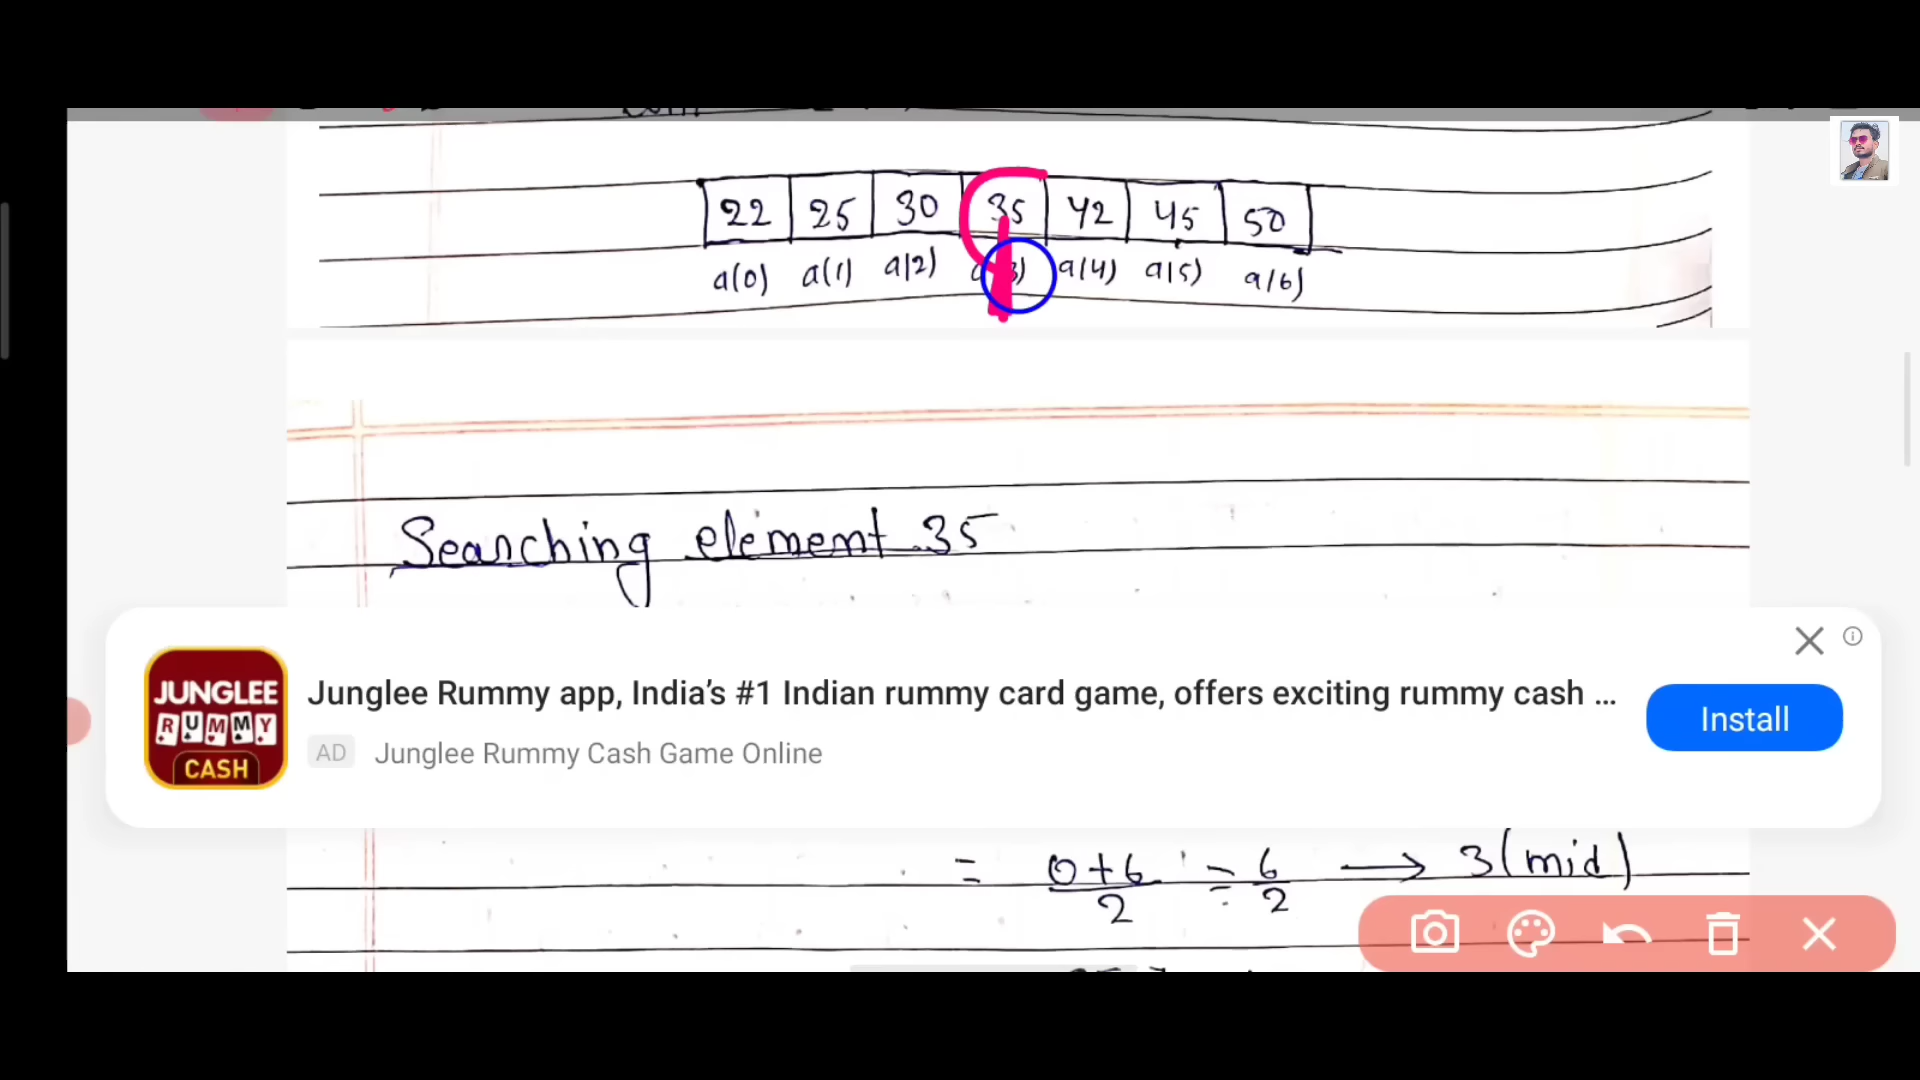 22 25 30 35 42 45 50
a(0) a(1) a(2) 3) a(4) a(5) a(6)
Searching element 35
JUNGLEE
RUMMY
CASH
Junglee Rummy app, India’s #1 Indian rummy card game, offers exciting rummy cash ...
AD Junglee Rummy Cash Game Online
Install
= 0+6/2 = 6/2 → 3(mid)